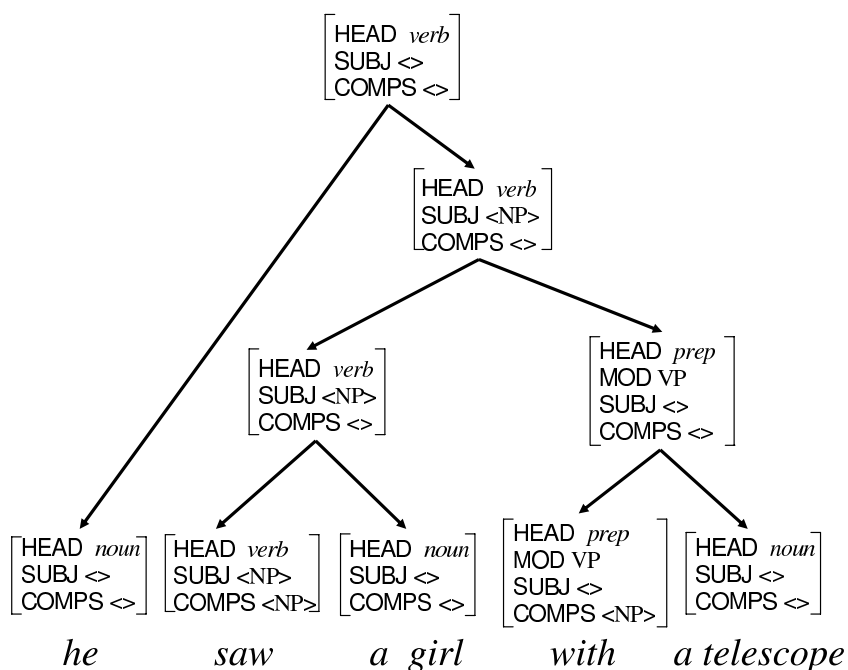 HEAD verb
SUBJ <>
COMPS <>
HEAD verb
SUBJ <NP>
COMPS <>
HEAD verb
SUBJ <NP>
COMPS <>
HEAD prep
MOD VP
SUBJ <>
COMPS <>
HEAD noun
SUBJ <>
COMPS <>
HEAD verb
SUBJ <NP>
COMPS <NP>
HEAD noun
SUBJ <>
COMPS <>
HEAD prep
MOD VP
SUBJ <>
COMPS <NP>
HEAD noun
SUBJ <>
COMPS <>
he saw a girl with a telescope